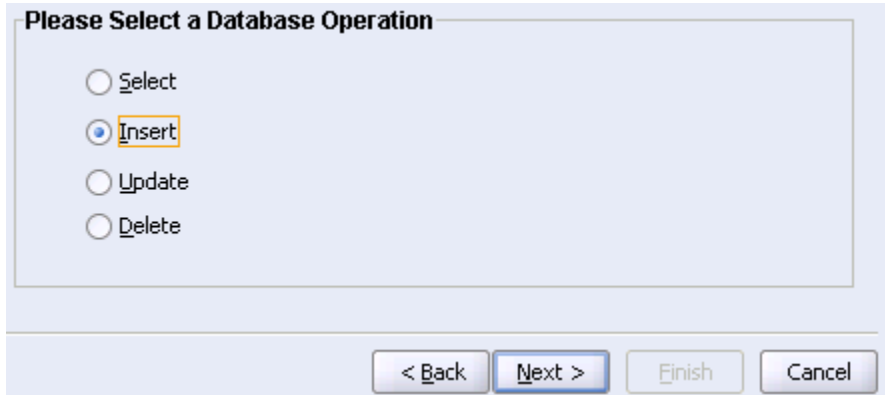 Please Select a Database Operation
Select
Insert
Update
Delete
< Back Next > Finish Cancel